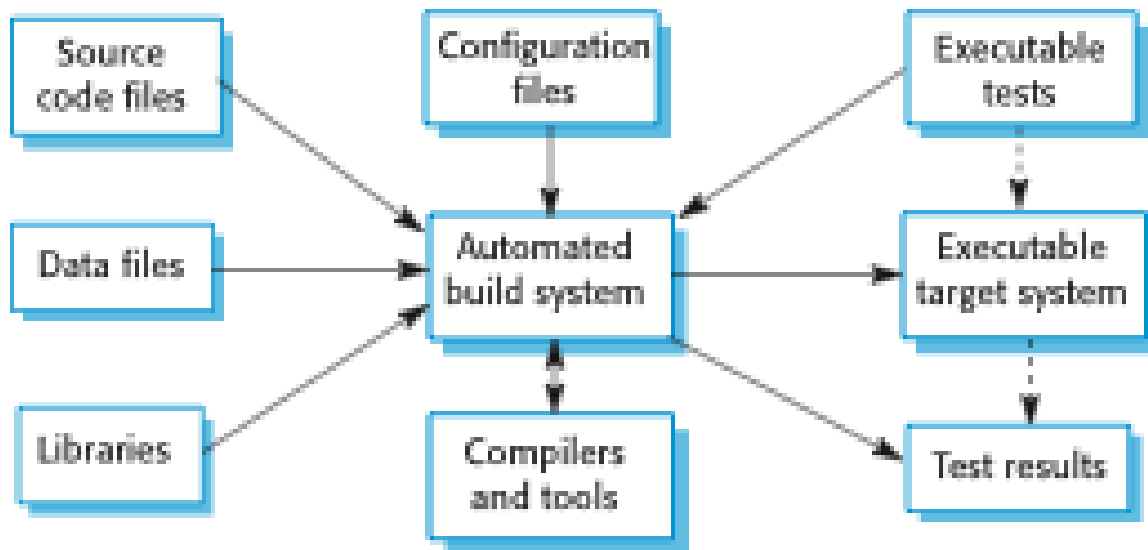 Source
code files
Configuration
files
Executable
tests
Data files
Automated
build system
Executable
target system
Libraries
Compilers
and tools
Test results